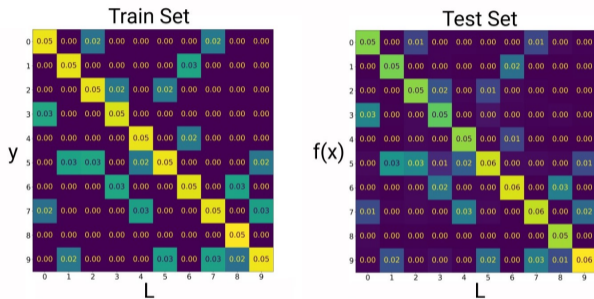 Train Set
0 0.05 0.00 0.02 0.00 0.00 0.00 0.00 0.02 0.00 0.00
1 0.00 0.05 0.00 0.00 0.00 0.00 0.03 0.00 0.00 0.00
2 0.00 0.00 0.05 0.02 0.00 0.02 0.00 0.00 0.00 0.00
3 0.03 0.00 0.00 0.05 0.00 0.00 0.00 0.00 0.00 0.00
4 0.00 0.00 0.00 0.00 0.05 0.00 0.02 0.00 0.00 0.00
y
5 0.00 0.03 0.03 0.00 0.02 0.05 0.00 0.00 0.00 0.02
6 0.00 0.00 0.00 0.03 0.00 0.00 0.05 0.00 0.03 0.00
7 0.02 0.00 0.00 0.00 0.03 0.00 0.00 0.05 0.00 0.03
8 0.00 0.00 0.00 0.00 0.00 0.00 0.00 0.00 0.05 0.00
9 0.00 0.02 0.00 0.00 0.00 0.03 0.00 0.03 0.02 0.05
0 1 2 3 4 5 6 7 8 9
L
Test Set
0 0.05 0.00 0.01 0.00 0.00 0.00 0.00 0.01 0.00 0.00
1 0.00 0.05 0.00 0.00 0.00 0.00 0.02 0.00 0.00 0.00
2 0.00 0.00 0.05 0.02 0.00 0.01 0.00 0.00 0.00 0.00
3 0.03 0.00 0.00 0.05 0.00 0.00 0.00 0.00 0.00 0.00
4 0.00 0.00 0.00 0.00 0.05 0.00 0.01 0.00 0.00 0.00
f(x)
5 0.00 0.03 0.03 0.01 0.02 0.06 0.00 0.00 0.00 0.01
6 0.00 0.00 0.00 0.02 0.00 0.00 0.06 0.00 0.03 0.00
7 0.01 0.00 0.00 0.00 0.03 0.00 0.00 0.06 0.00 0.02
8 0.00 0.00 0.00 0.00 0.00 0.00 0.00 0.00 0.05 0.00
9 0.00 0.02 0.00 0.00 0.00 0.02 0.00 0.03 0.01 0.06
0 1 2 3 4 5 6 7 8 9
L